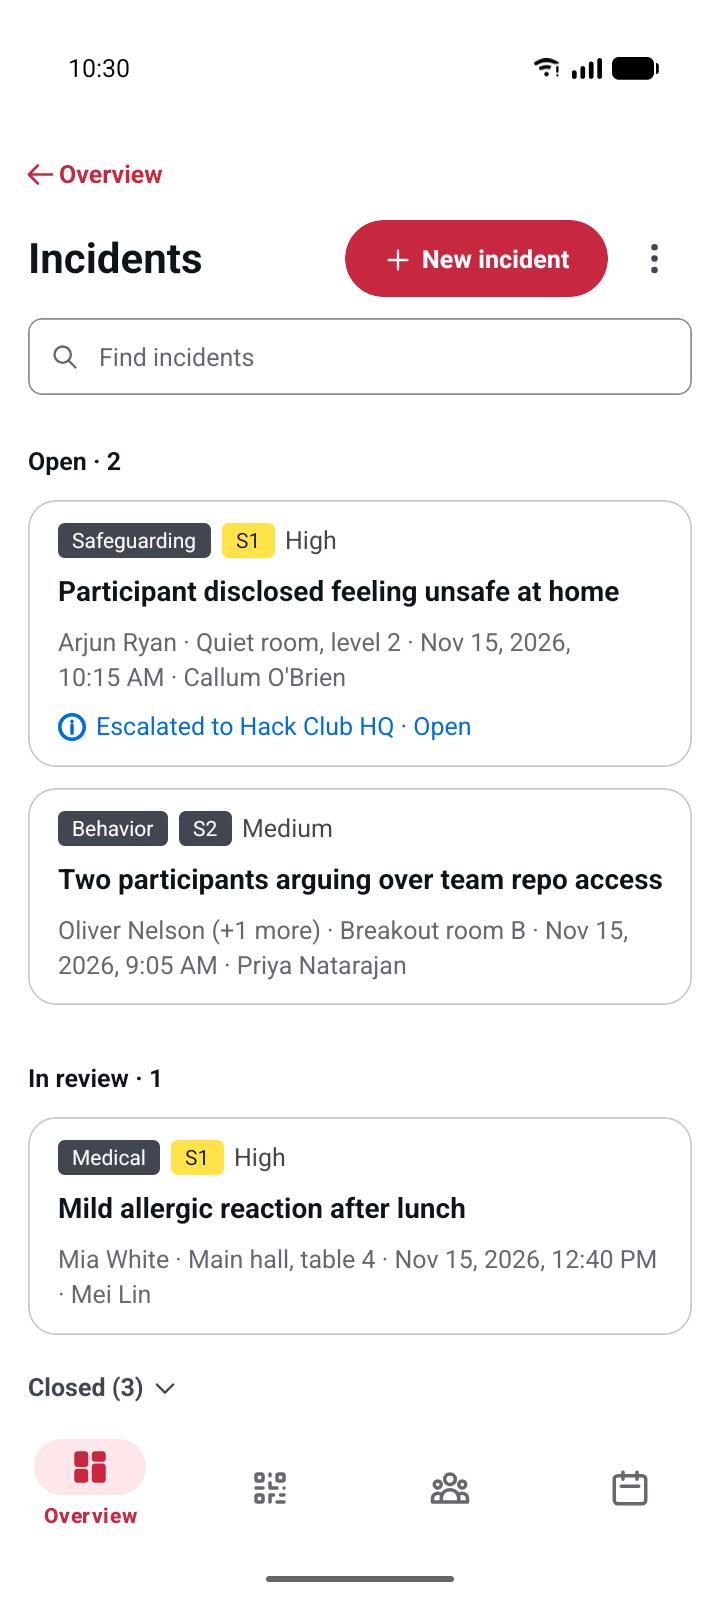 10:30
Overview
Incidents
New incident
Find incidents
Open · 2
Safeguarding S1 High
Participant disclosed feeling unsafe at home
Arjun Ryan · Quiet room, level 2 · Nov 15, 2026,
10:15 AM · Callum O'Brien
Escalated to Hack Club HQ · Open
Behavior S2 Medium
Two participants arguing over team repo access
Oliver Nelson (+1 more) · Breakout room B · Nov 15,
2026, 9:05 AM · Priya Natarajan
In review · 1
Medical S1 High
Mild allergic reaction after lunch
Mia White · Main hall, table 4 · Nov 15, 2026, 12:40 PM
· Mei Lin
Closed (3)
Overview